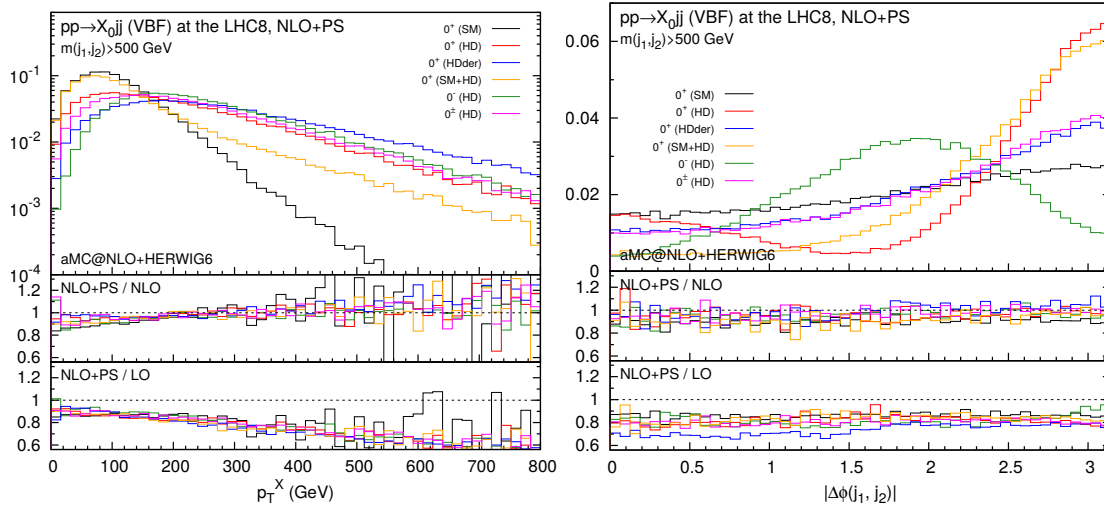 pp→X₀jj (VBF) at the LHC8, NLO+PS
m(j₁,j₂)>500 GeV
0⁺ (SM)
0⁺ (HD)
0⁺ (HDder)
0⁺ (SM+HD)
0⁻ (HD)
0± (HD)
10⁻¹
10⁻²
10⁻³
10⁻⁴
aMC@NLO+HERWIG6
NLO+PS / NLO
1.2
1
0.8
0.6
NLO+PS / LO
1.2
1
0.8
0.6
0 100 200 300 400 500 600 700 800
p_T^X (GeV)
pp→X₀jj (VBF) at the LHC8, NLO+PS
m(j₁,j₂)>500 GeV
0⁺ (SM)
0⁺ (HD)
0⁺ (HDder)
0⁺ (SM+HD)
0⁻ (HD)
0± (HD)
0.06
0.04
0.02
0
aMC@NLO+HERWIG6
NLO+PS / NLO
1.2
1
0.8
0.6
NLO+PS / LO
1.2
1
0.8
0.6
0 0.5 1 1.5 2 2.5 3
|Δϕ(j₁, j₂)|